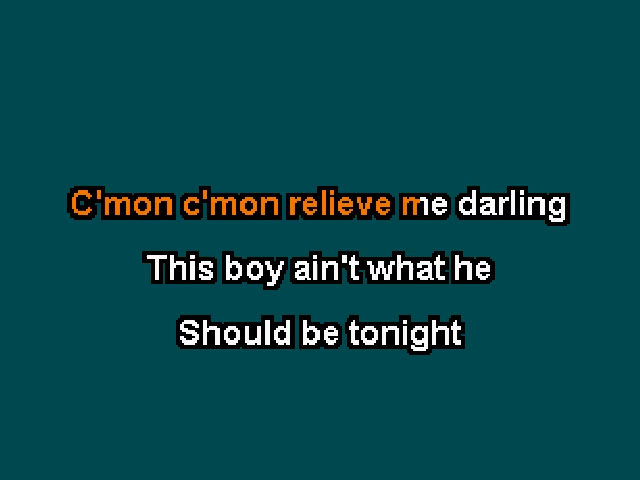 C'mon c'mon relieve me darling
This boy ain't what he
Should be tonight